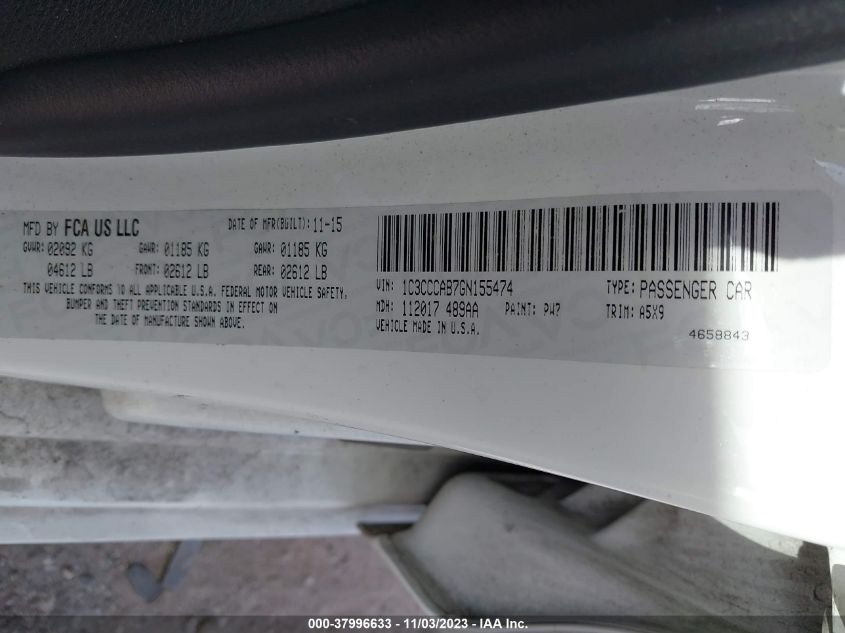 MFD BY FCA US LLC DATE OF MFR(BUILT): 11-15
GVWR: 02092 KG GAWR: 01185 KG GAWR: 01185 KG
04612 LB FRONT: 02612 LB REAR: 02612 LB
THIS VEHICLE CONFORMS TO ALL APPLICABLE U.S.A. FEDERAL MOTOR VEHICLE SAFETY,
BUMPER AND THEFT PREVENTION STANDARDS IN EFFECT ON
THE DATE OF MANUFACTURE SHOWN ABOVE.
VIN: 1C3CCCAB7GN155474 TYPE: PASSENGER CAR
MDH: 112017 489AA PAINT: PW7 TRIM: A5X9
VEHICLE MADE IN U.S.A.
4658843
000-37996633 - 11/03/2023 - IAA Inc.